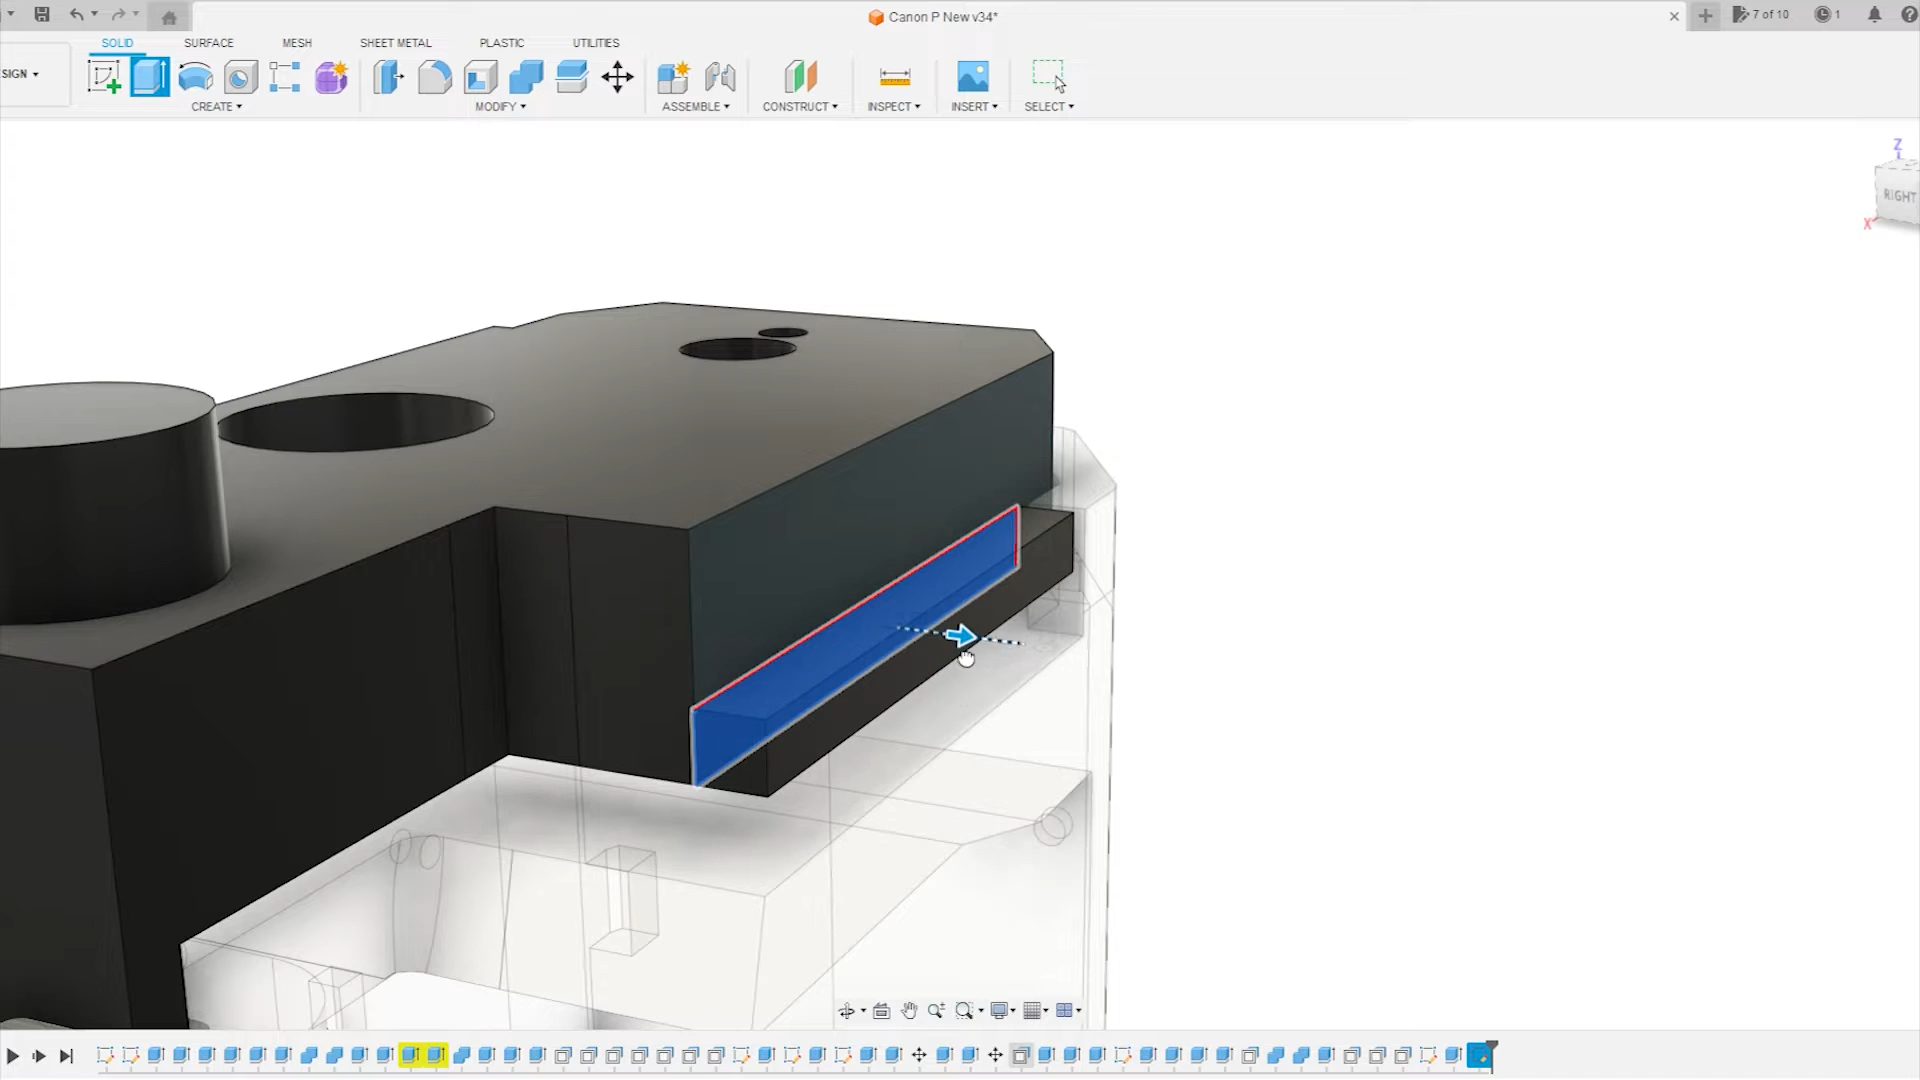 Canon P New v34*
7 of 10
1
SOLID
SURFACE
MESH
SHEET METAL
PLASTIC
UTILITIES
SIGN
CREATE
MODIFY
ASSEMBLE
CONSTRUCT
INSPECT
INSERT
SELECT
Z
RIGHT
X